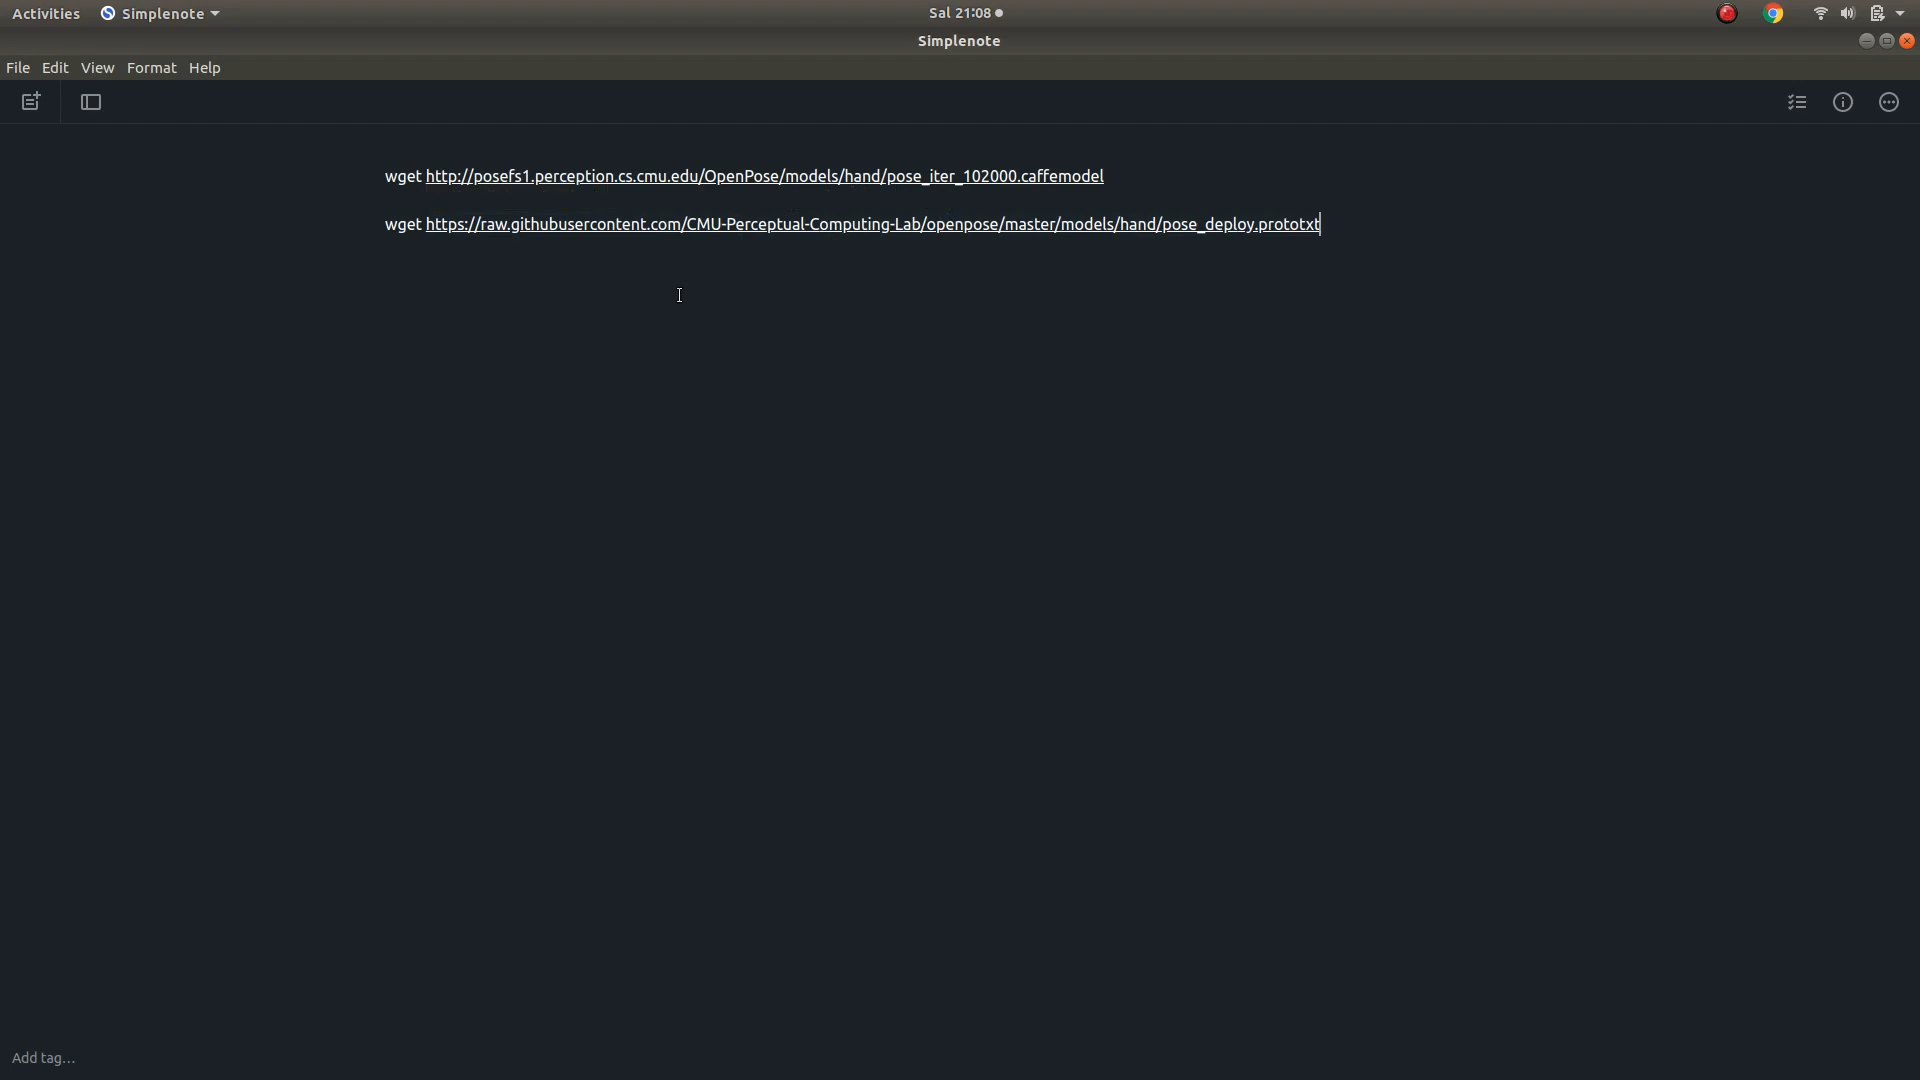 Activities Simplenote Sal 21:08
Simplenote
File Edit View Format Help
wget http://posefs1.perception.cs.cmu.edu/OpenPose/models/hand/pose_iter_102000.caffemodel
wget https://raw.githubusercontent.com/CMU-Perceptual-Computing-Lab/openpose/master/models/hand/pose_deploy.prototxt
Add tag...